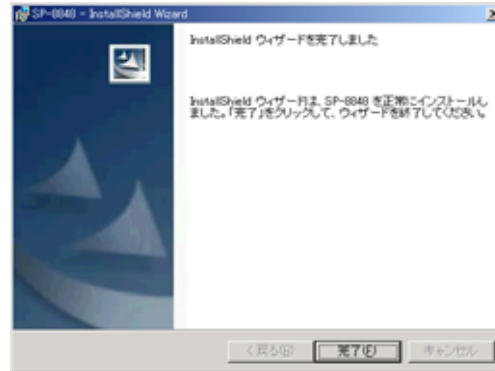 SP-8848 - InstallShield Wizard
InstallShield ウィザードを完了しました
InstallShield ウィザードは、SP-8848 を正常にインストールし
ました。「完了」をクリックして、ウィザードを終了してください。
< 戻る(B)
完了(F)
キャンセル